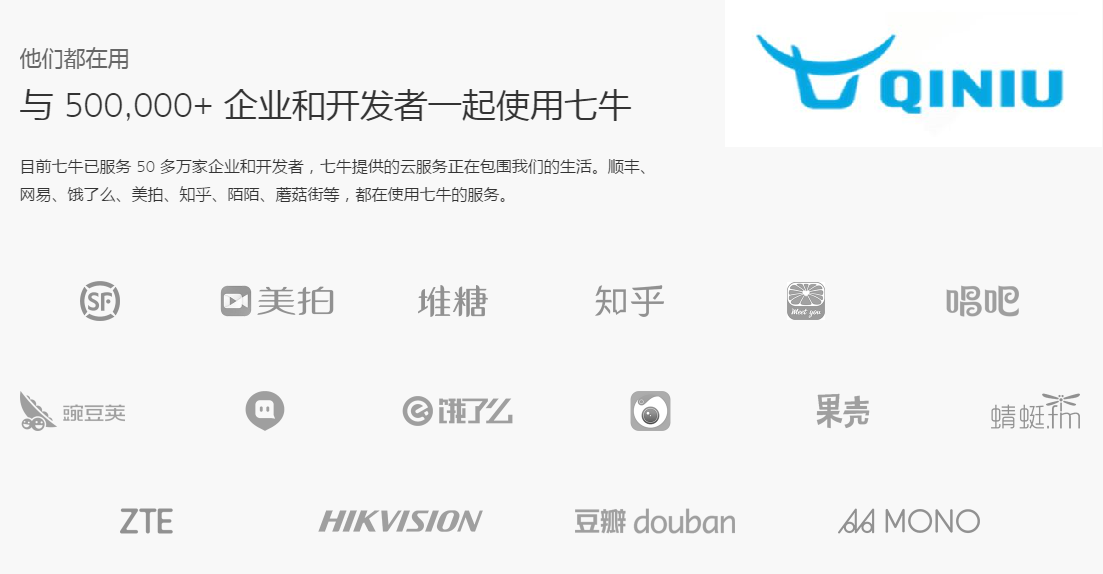 他们都在用
QINIU
与 500,000+ 企业和开发者一起使用七牛
目前七牛已服务 50 多万家企业和开发者，七牛提供的云服务正在包围我们的生活。顺丰、
网易、饿了么、美拍、知乎、陌陌、蘑菇街等，都在使用七牛的服务。
SF 美拍 堆糖 知乎 Meet you 唱吧
豌豆荚 饿了么 果壳 蜻蜓.fm
ZTE HIKVISION 豆瓣 douban MONO